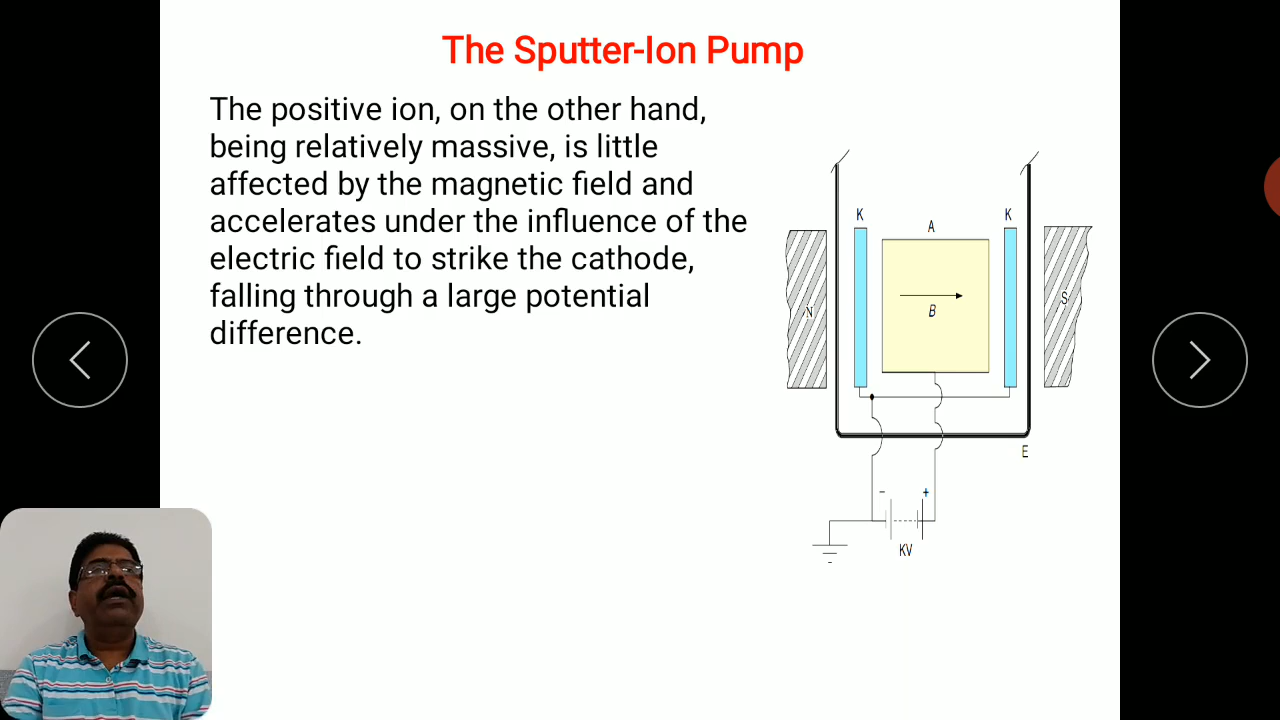 The Sputter-Ion Pump
The positive ion, on the other hand,
being relatively massive, is little
affected by the magnetic field and
accelerates under the influence of the
electric field to strike the cathode,
falling through a large potential
difference.
K
A
K
N
B
S
E
− +
KV